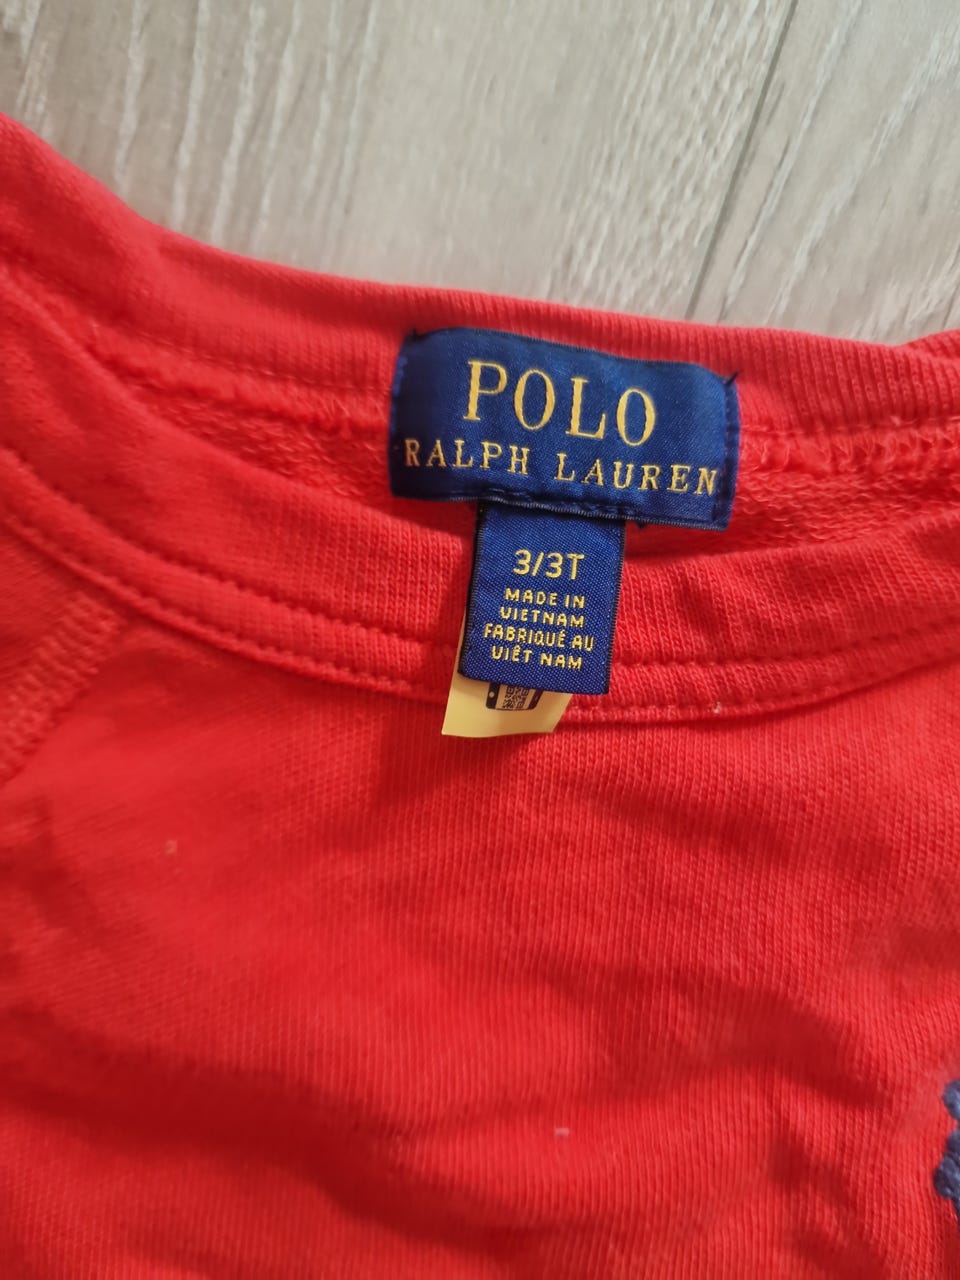 POLO
RALPH LAUREN
3/3T
MADE IN
VIETNAM
FABRIQUÉ AU
VIÊT NAM